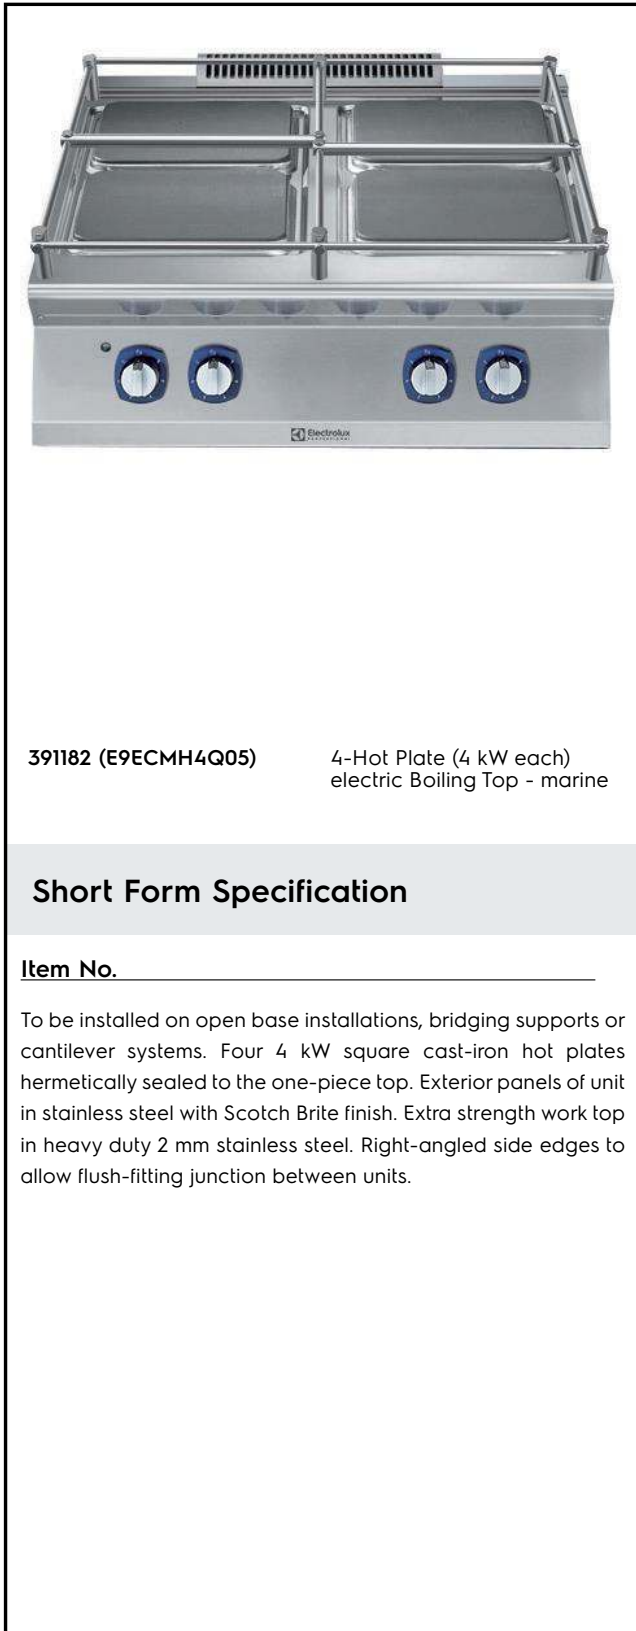 Electrolux
PROFESSIONAL
391182 (E9ECMH4Q05)
4-Hot Plate (4 kW each)
electric Boiling Top - marine
Short Form Specification
Item No.
To be installed on open base installations, bridging supports or
cantilever systems. Four 4 kW square cast-iron hot plates
hermetically sealed to the one-piece top. Exterior panels of unit
in stainless steel with Scotch Brite finish. Extra strength work top
in heavy duty 2 mm stainless steel. Right-angled side edges to
allow flush-fitting junction between units.